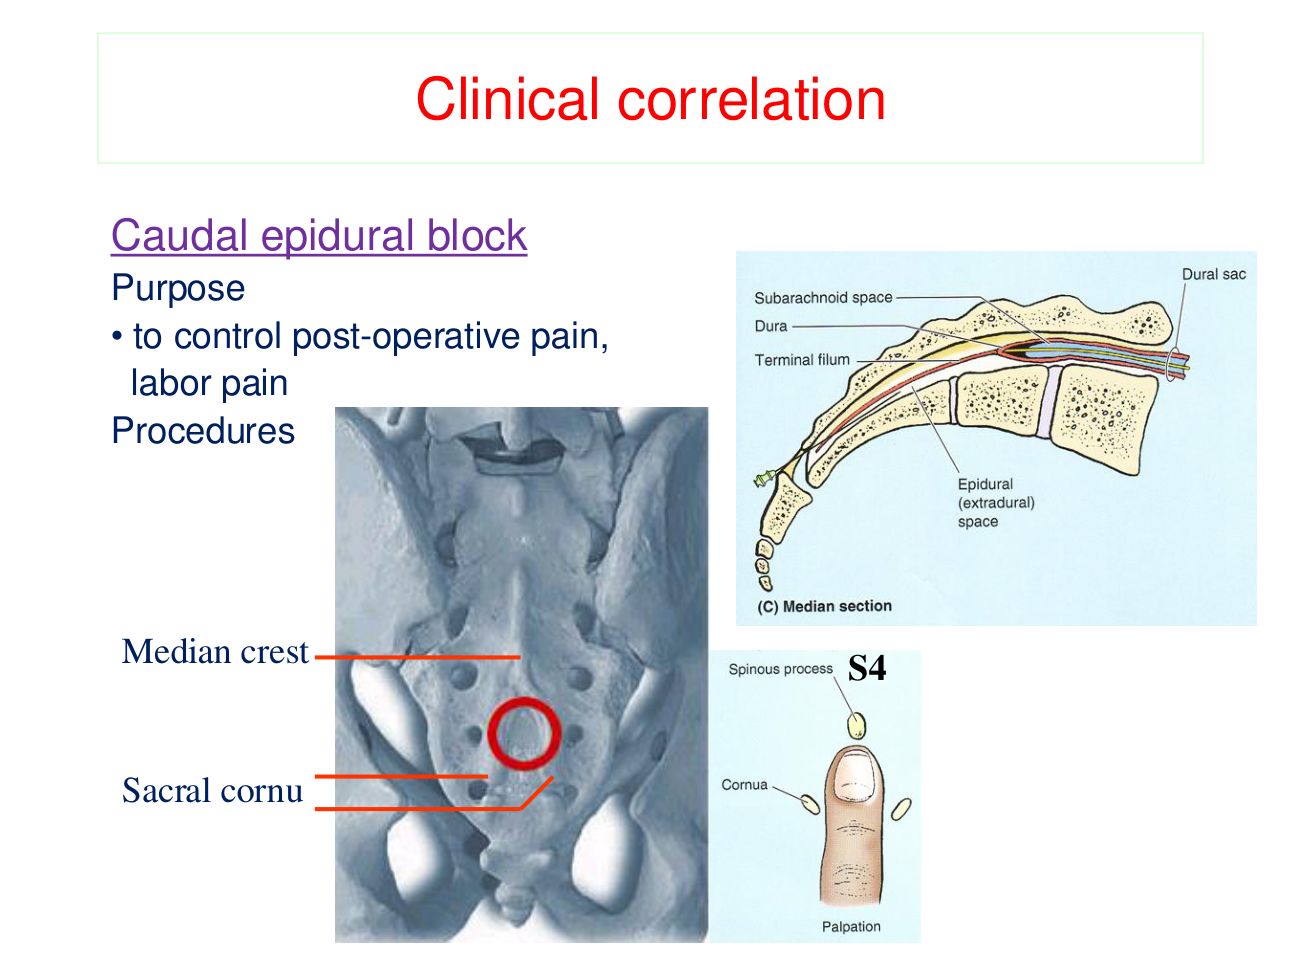 Clinical correlation
Caudal epidural block
Purpose
• to control post-operative pain,
labor pain
Procedures
Median crest
Sacral cornu
Dural sac
Subarachnoid space
Dura
Terminal filum
Epidural
(extradural)
space
(C) Median section
Spinous process
S4
Cornua
Palpation